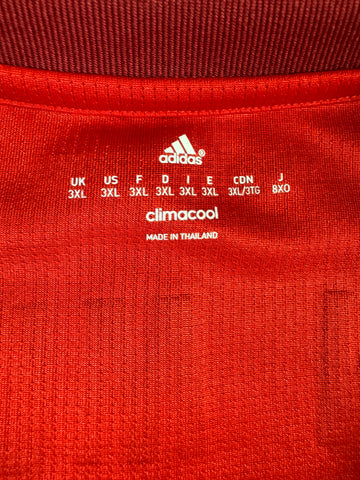 adidas®
UK US F D I E CDN J
3XL 3XL 3XL 3XL 3XL 3XL 3XL/3TG 8XO
climacool
MADE IN THAILAND